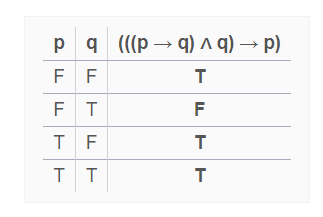 p q (((p → q) ∧ q) → p)
F F T
F T F
T F T
T T T